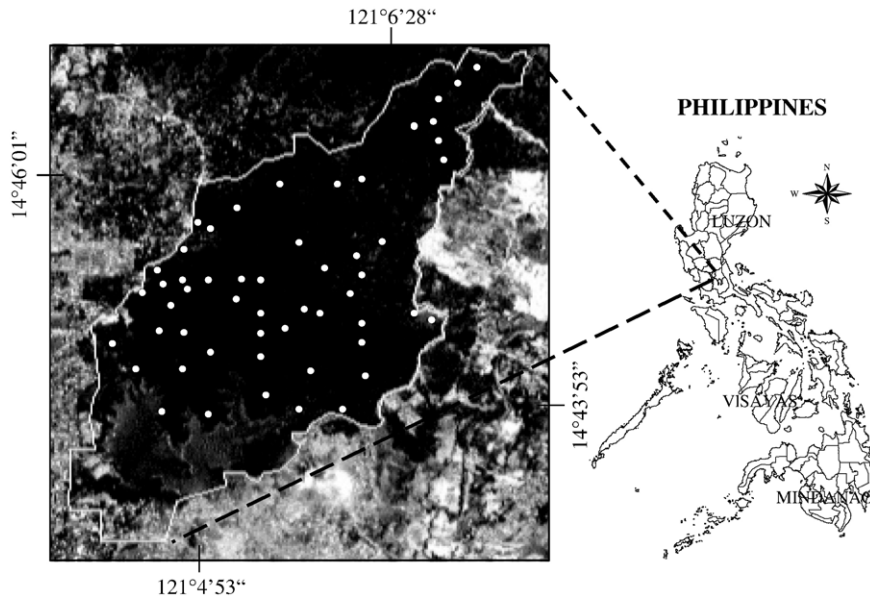 121°6’28“
PHILIPPINES
14°46’01”
N
W
S
LUZON
14°43’53”
VISAYAS
MINDANAO
121°4’53“